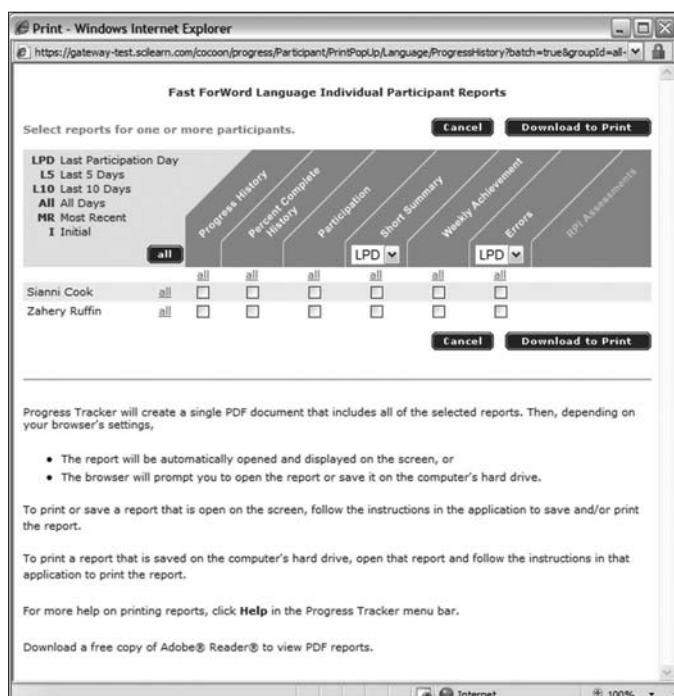 Print - Windows Internet Explorer
https://gateway-test.scilearn.com/cocoon/progress/Participant/PrintPopUp/Language/ProgressHistory?batch=true&groupId=all-
Fast ForWord Language Individual Participant Reports
Select reports for one or more participants.
Cancel Download to Print
LPD Last Participation Day
L5 Last 5 Days
L10 Last 10 Days
All All Days
MR Most Recent
I Initial
all
Progress History
Percent Complete
History
Participation
Short Summary
Weekly Achievement
Errors
RPI Assessments
LPD LPD
all all all all all all
Sianni Cook all
Zahery Ruffin all
Cancel Download to Print
Progress Tracker will create a single PDF document that includes all of the selected reports. Then, depending on
your browser's settings,
• The report will be automatically opened and displayed on the screen, or
• The browser will prompt you to open the report or save it on the computer's hard drive.
To print or save a report that is open on the screen, follow the instructions in the application to save and/or print
the report.
To print a report that is saved on the computer's hard drive, open that report and follow the instructions in that
application to print the report.
For more help on printing reports, click Help in the Progress Tracker menu bar.
Download a free copy of Adobe® Reader® to view PDF reports.
Internet 100%